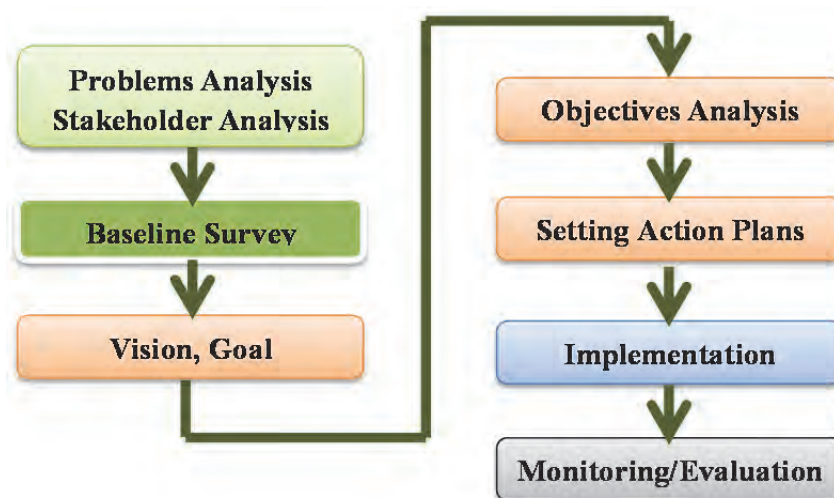 Problems Analysis
Stakeholder Analysis
Baseline Survey
Vision, Goal
Objectives Analysis
Setting Action Plans
Implementation
Monitoring/Evaluation